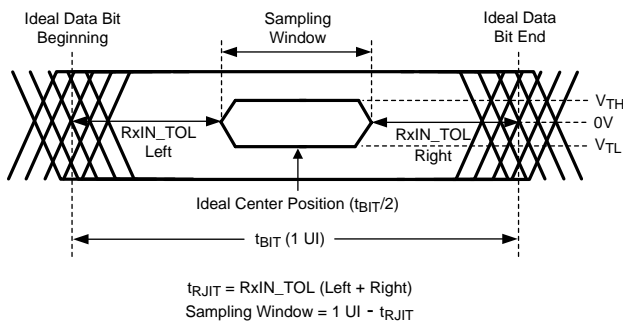 Ideal Data Bit
Beginning
Sampling
Window
Ideal Data
Bit End
RxIN_TOL
Left
RxIN_TOL
Right
VTH
0V
VTL
Ideal Center Position (tBIT/2)
tBIT (1 UI)
tRJIT = RxIN_TOL (Left + Right)
Sampling Window = 1 UI - tRJIT